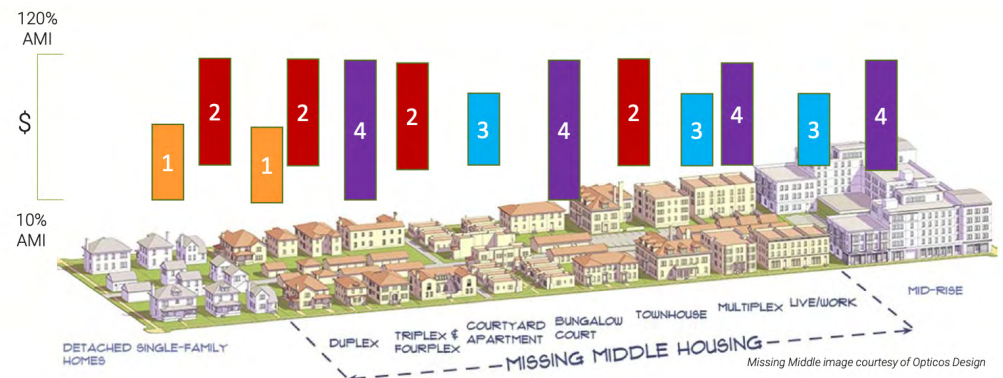 120%
AMI
$
10%
AMI
2
2
4
2
4
2
4
4
3
3
3
1
1
DETACHED SINGLE-FAMILY
HOMES
DUPLEX
TRIPLEX &
FOURPLEX
COURTYARD
APARTMENT
BUNGALOW
COURT
TOWNHOUSE
MULTIPLEX
LIVE/WORK
MID-RISE
MISSING MIDDLE HOUSING
Missing Middle image courtesy of Opticos Design